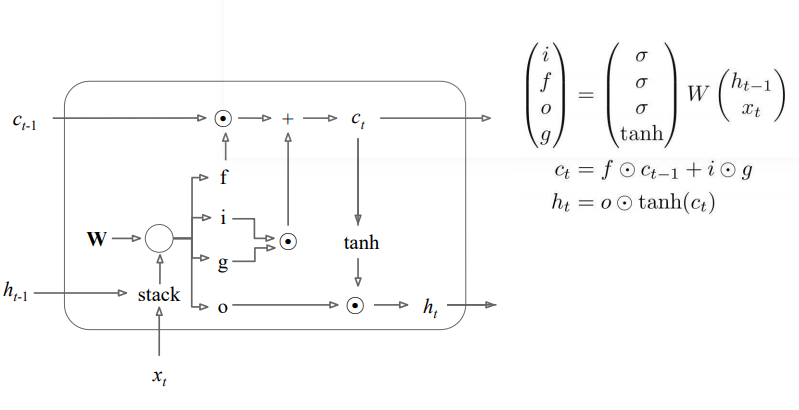 c_{t-1} ⊙ + c_t
f
W i ⊙ tanh
g
h_{t-1} stack o ⊙ h_t
x_t
(i f o g) = (σ σ σ tanh) W (h_{t−1} x_t)
c_t = f ⊙ c_{t−1} + i ⊙ g
h_t = o ⊙ tanh(c_t)